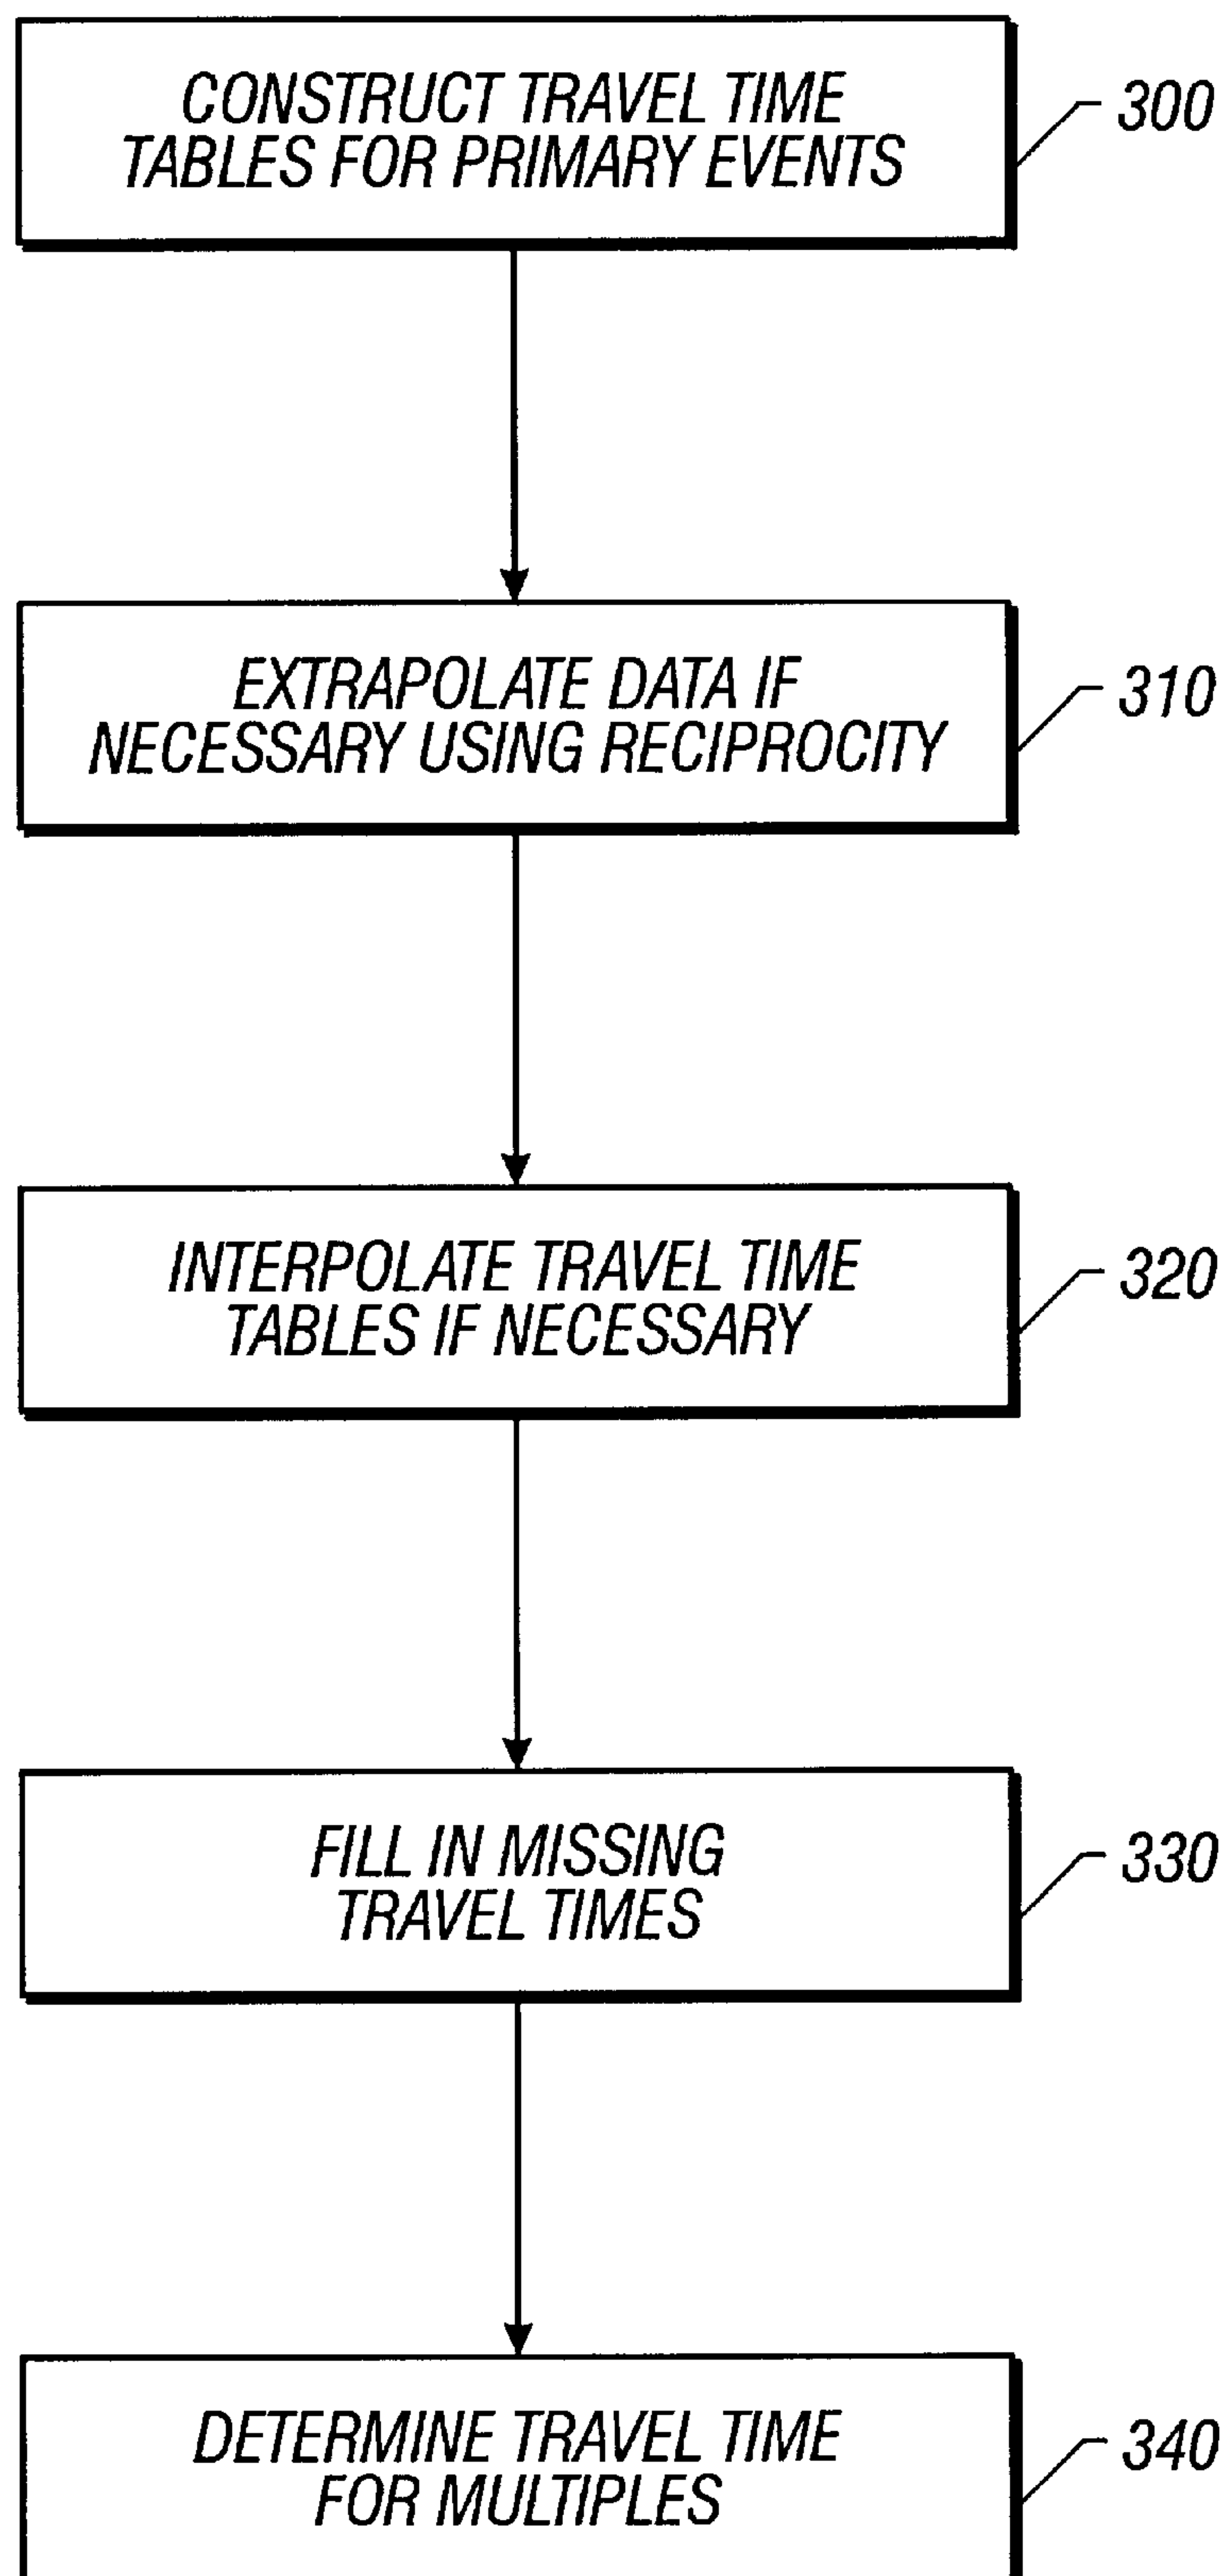 CONSTRUCT TRAVEL TIME
TABLES FOR PRIMARY EVENTS
300
EXTRAPOLATE DATA IF
NECESSARY USING RECIPROCITY
310
INTERPOLATE TRAVEL TIME
TABLES IF NECESSARY
320
FILL IN MISSING
TRAVEL TIMES
330
DETERMINE TRAVEL TIME
FOR MULTIPLES
340